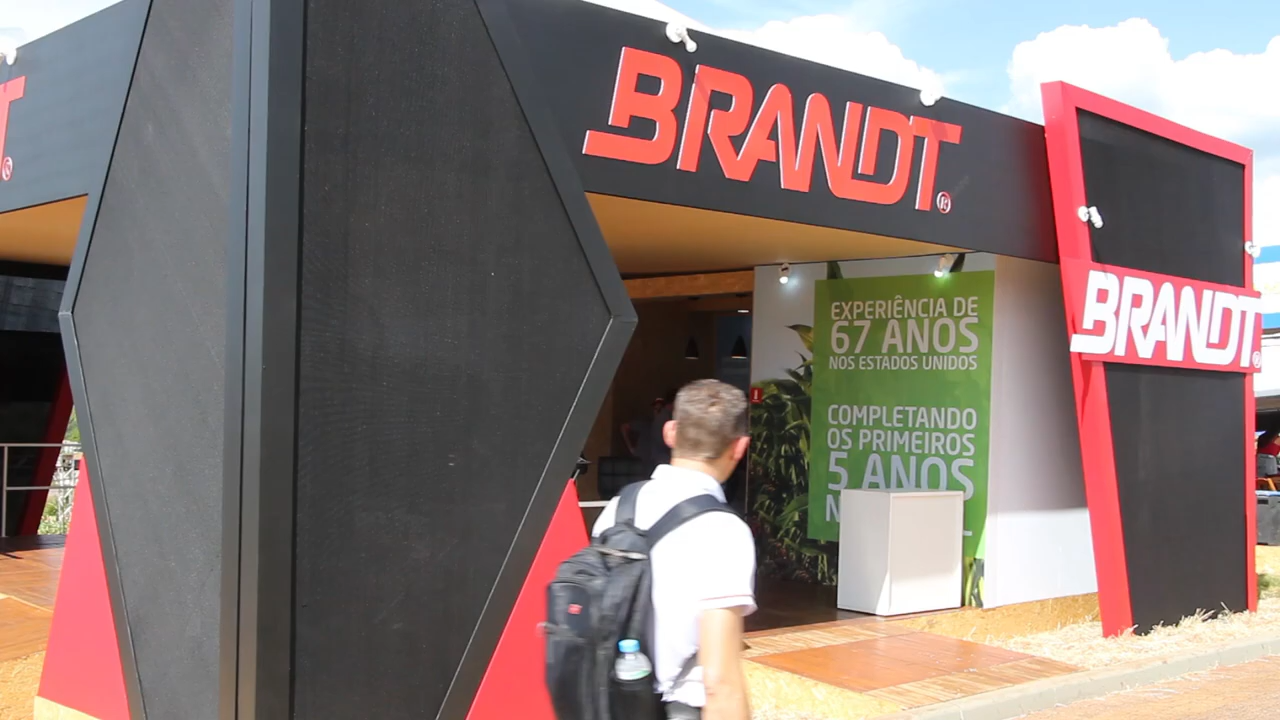 T®
BRANDT®
BRANDT®
EXPERIÊNCIA DE
67 ANOS
NOS ESTADOS UNIDOS
COMPLETANDO
OS PRIMEIROS
5 ANOS
N